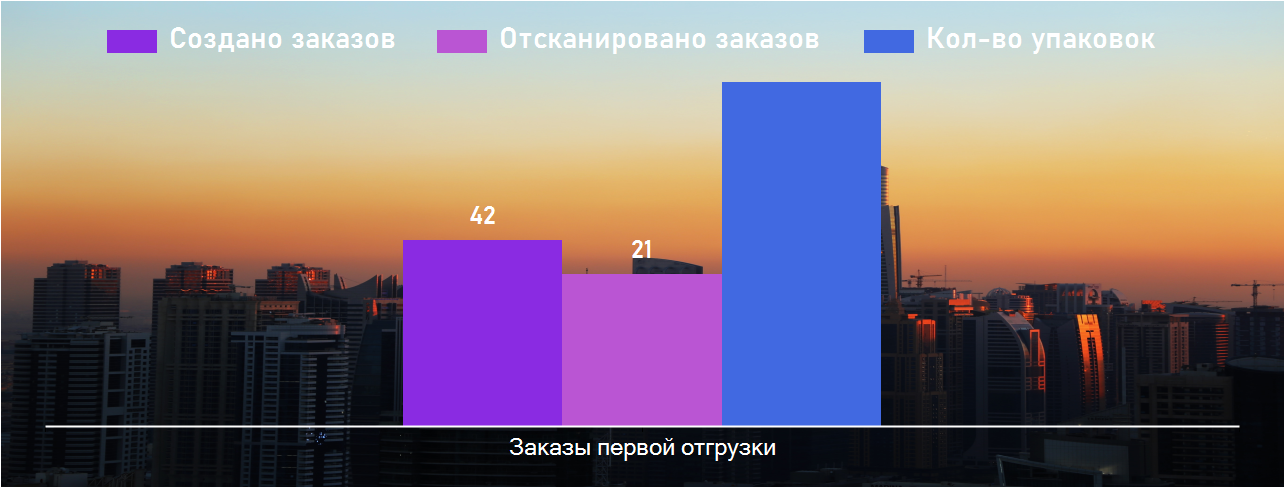 Создано заказов Отсканировано заказов Кол-во упаковок
42
21
Заказы первой отгрузки